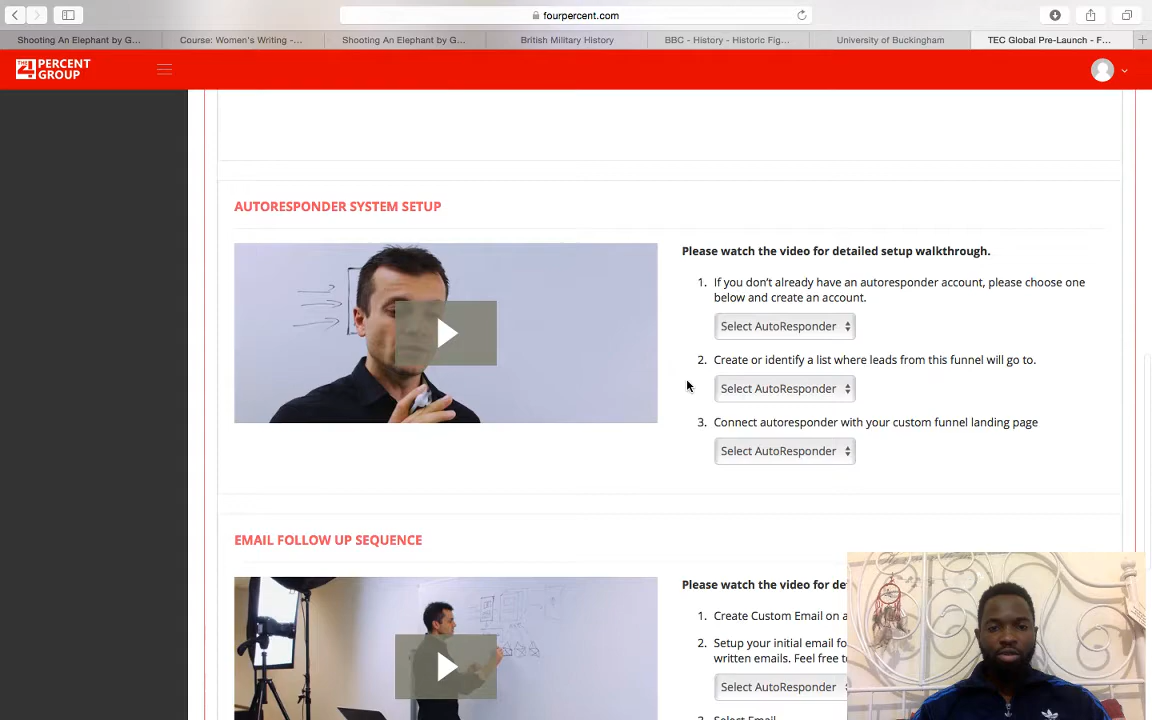 fourpercent.com
Shooting An Elephant by G...
Course: Women's Writing -...
Shooting An Elephant by G...
British Military History
BBC - History - Historic Fig...
University of Buckingham
TEC Global Pre-Launch - F...
THE 4 PERCENT
GROUP
AUTORESPONDER SYSTEM SETUP
Please watch the video for detailed setup walkthrough.
1. If you don't already have an autoresponder account, please choose one
below and create an account.
Select AutoResponder
2. Create or identify a list where leads from this funnel will go to.
Select AutoResponder
3. Connect autoresponder with your custom funnel landing page
Select AutoResponder
EMAIL FOLLOW UP SEQUENCE
Please watch the video for de
1. Create Custom Email on a
2. Setup your initial email fo
written emails. Feel free to
Select AutoResponder
3. Select Email